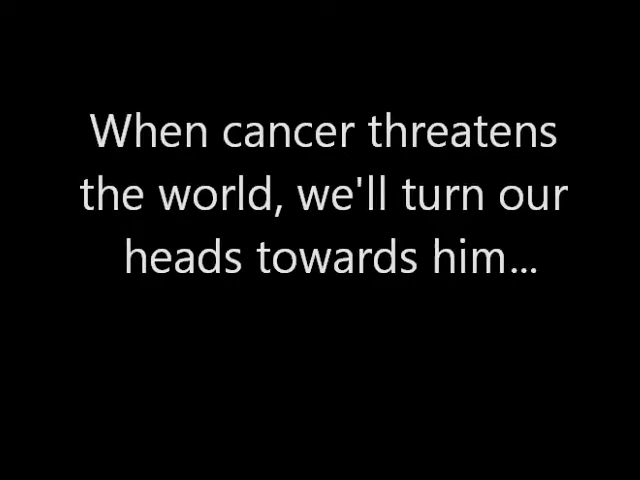 When cancer threatens
the world, we'll turn our
heads towards him...